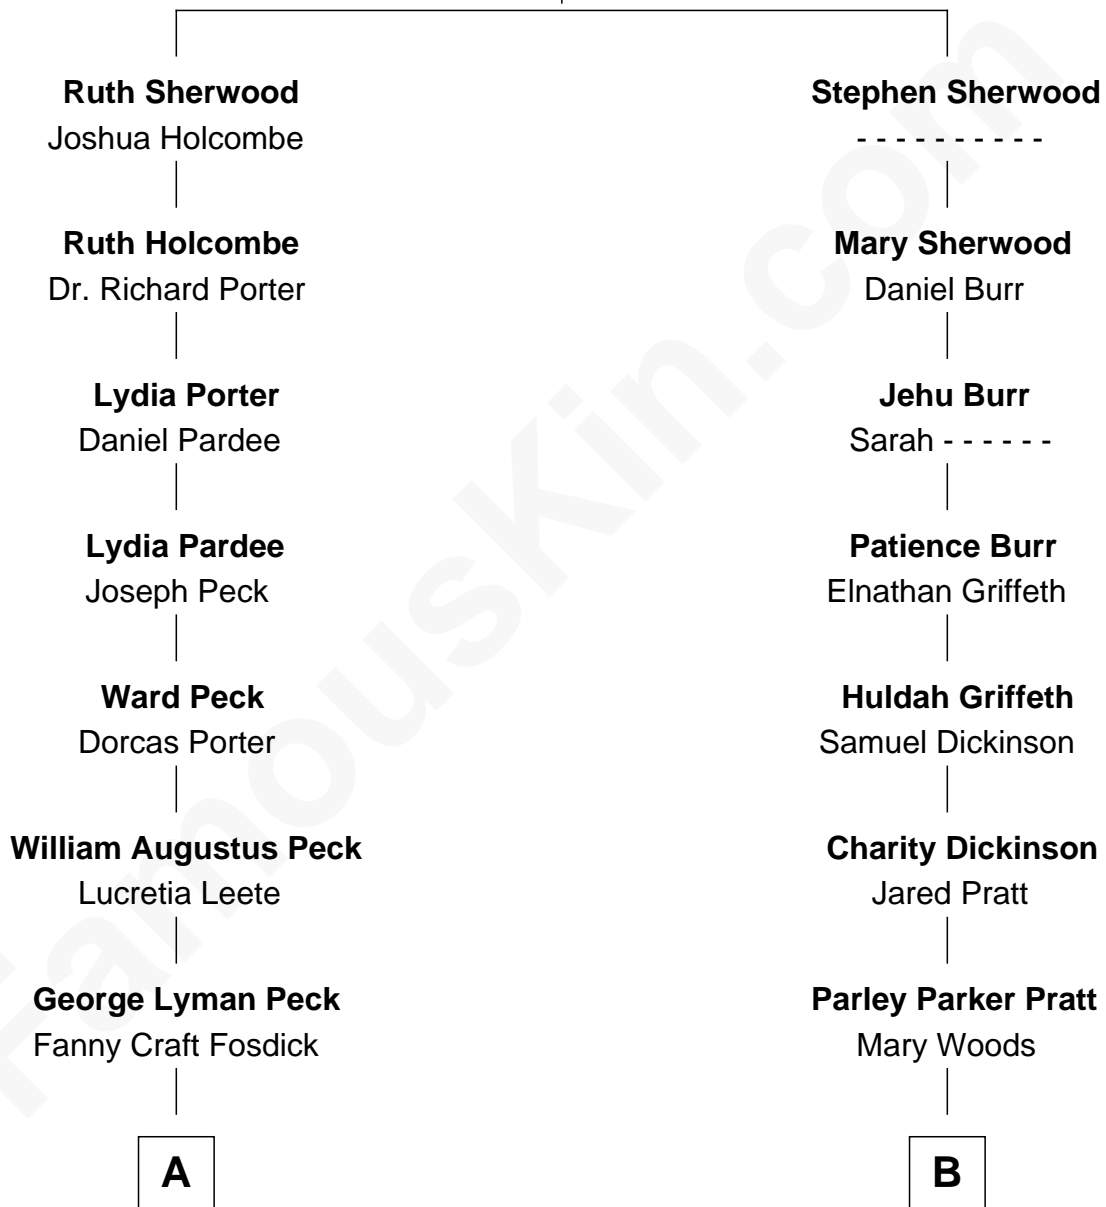 Ruth Sherwood
Joshua Holcombe
Stephen Sherwood
- - - - - - - - - -
Ruth Holcombe
Dr. Richard Porter
Mary Sherwood
Daniel Burr
Lydia Porter
Daniel Pardee
Jehu Burr
Sarah - - - - - -
Lydia Pardee
Joseph Peck
Patience Burr
Elnathan Griffeth
Ward Peck
Dorcas Porter
Huldah Griffeth
Samuel Dickinson
William Augustus Peck
Lucretia Leete
Charity Dickinson
Jared Pratt
George Lyman Peck
Fanny Craft Fosdick
Parley Parker Pratt
Mary Woods
A
B
FamousKin.com